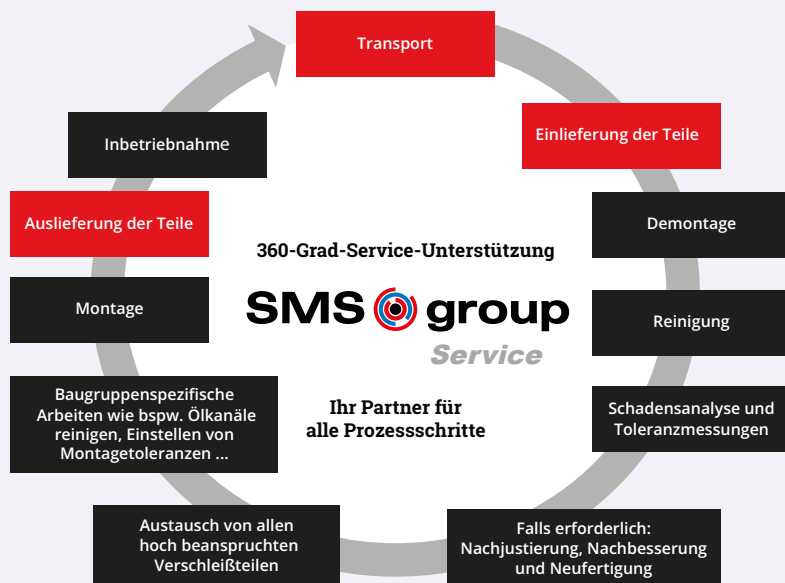 Transport
Einlieferung der Teile
Demontage
Reinigung
Schadensanalyse und
Toleranzmessungen
Falls erforderlich:
Nachjustierung, Nachbesserung
und Neufertigung
Austausch von allen
hoch beanspruchten
Verschleißteilen
Baugruppenspezifische
Arbeiten wie bspw. Ölkanäle
reinigen, Einstellen von
Montagetoleranzen ...
Montage
Auslieferung der Teile
Inbetriebnahme
360-Grad-Service-Unterstützung
SMS group
Service
Ihr Partner für
alle Prozessschritte